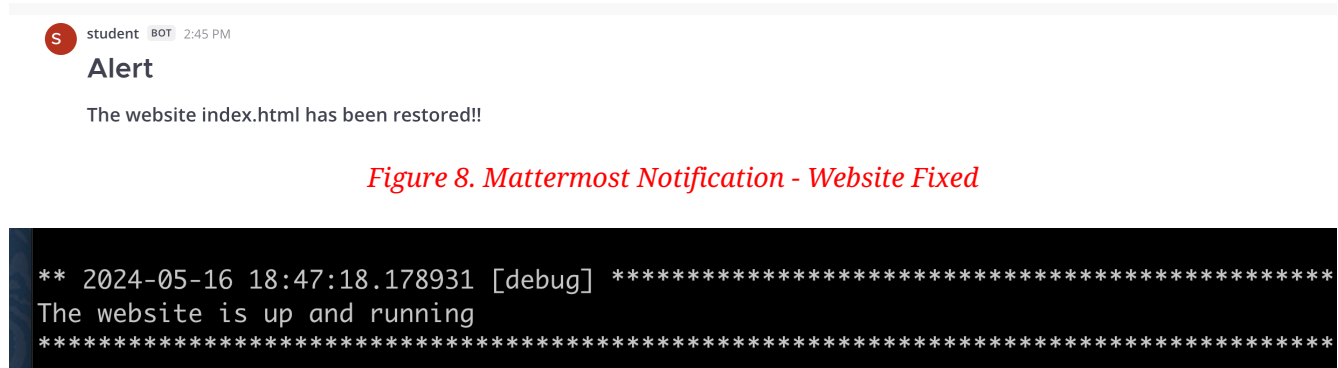 S student BOT 2:45 PM
Alert
The website index.html has been restored!!
Figure 8. Mattermost Notification - Website Fixed
** 2024-05-16 18:47:18.178931 [debug] ************************************************
The website is up and running
**************************************************************************************